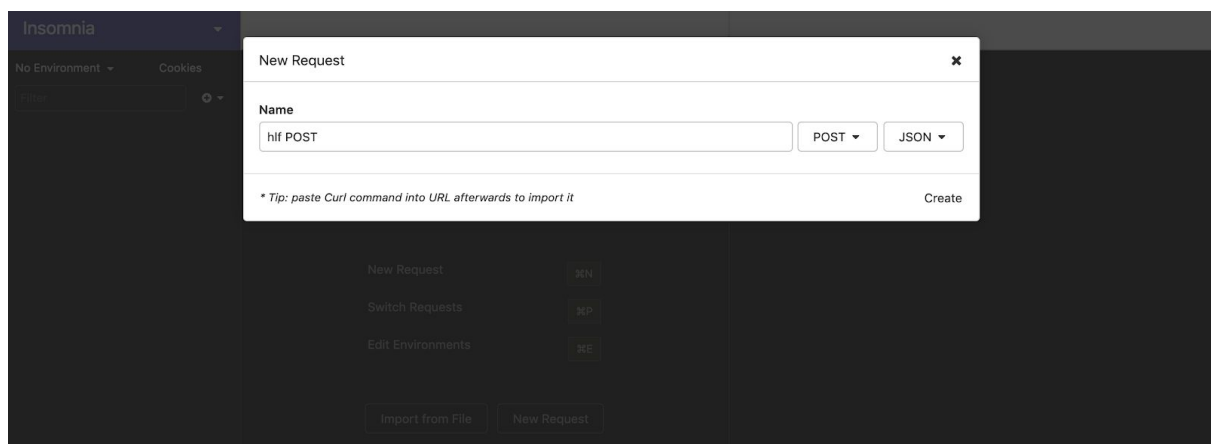 Insomnia
No Environment
Cookies
Filter
New Request
Name
hlf POST
POST
JSON
* Tip: paste Curl command into URL afterwards to import it
Create
New Request ⌘N
Switch Requests ⌘P
Edit Environments ⌘E
Import from File
New Request